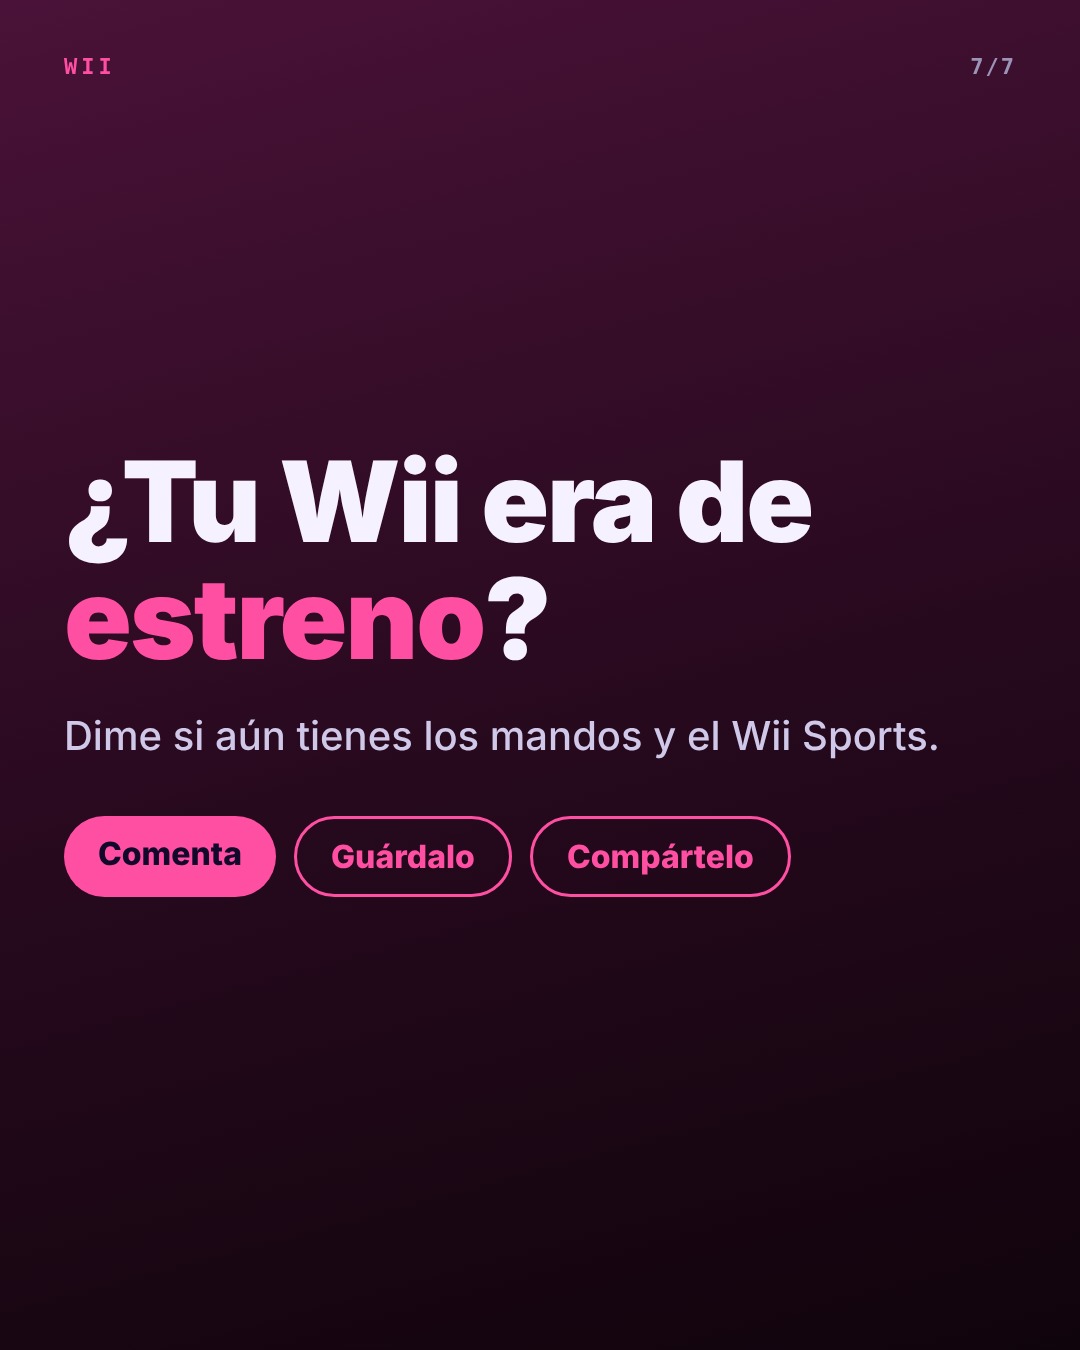 WII
7/7
¿Tu Wii era de
estreno?
Dime si aún tienes los mandos y el Wii Sports.
Comenta
Guárdalo
Compártelo